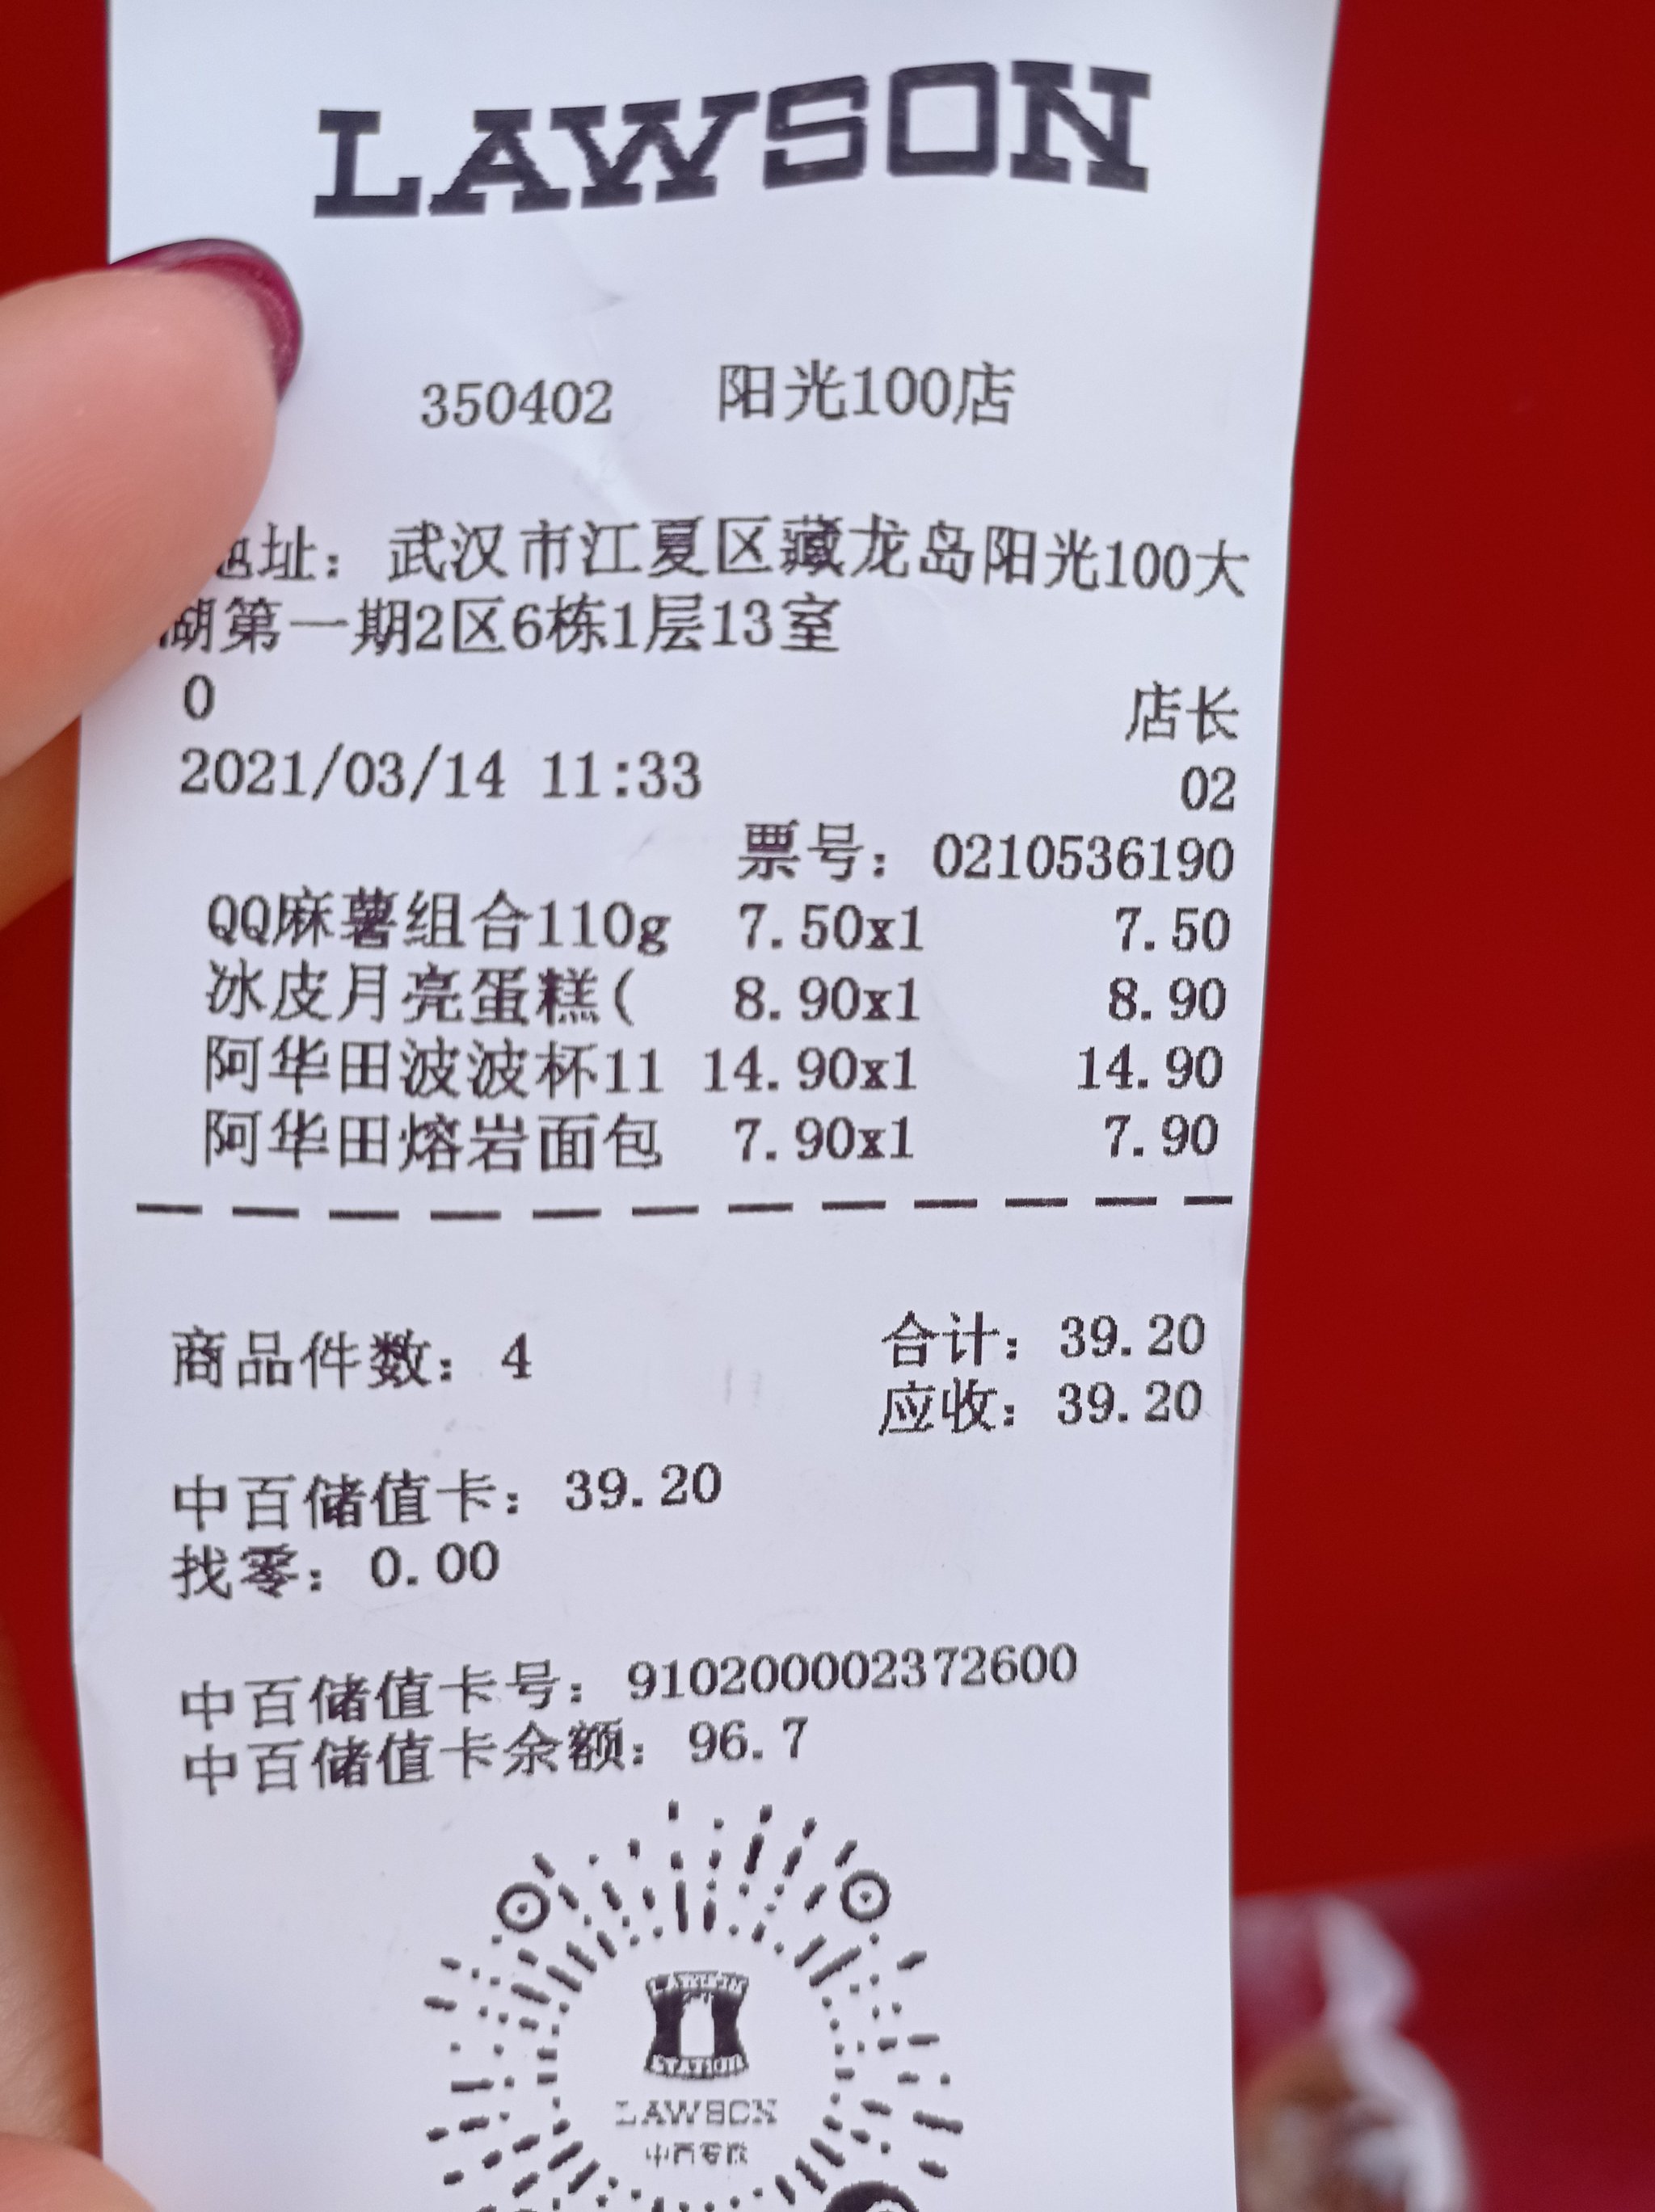 LAWSON
350402 阳光100店
地址：武汉市江夏区藏龙岛阳光100大
湖第一期2区6栋1层13室
0 店长
2021/03/14 11:33 02
票号：0210536190
QQ麻薯组合110g 7.50x1 7.50
冰皮月亮蛋糕( 8.90x1 8.90
阿华田波波杯11 14.90x1 14.90
阿华田熔岩面包 7.90x1 7.90
商品件数：4 合计：39.20
应收：39.20
中百储值卡：39.20
找零：0.00
中百储值卡号：9102000002372600
中百储值卡余额：96.7
LAWSON
STATION
LAWSON